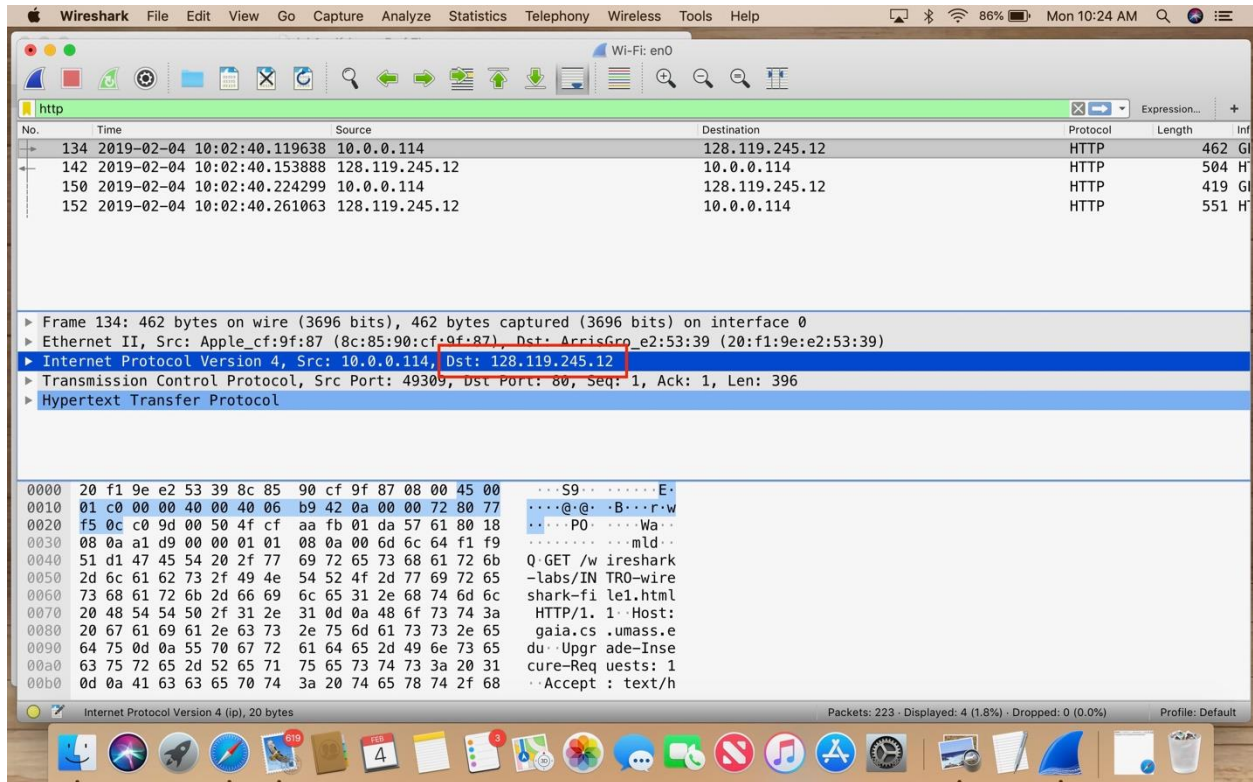 Wireshark File Edit View Go Capture Analyze Statistics Telephony Wireless Tools Help 86% Mon 10:24 AM
Wi-Fi: en0
http Expression... +
No. Time Source Destination Protocol Length Inf
134 2019-02-04 10:02:40.119638 10.0.0.114 128.119.245.12 HTTP 462
142 2019-02-04 10:02:40.153888 128.119.245.12 10.0.0.114 HTTP 504
150 2019-02-04 10:02:40.224299 10.0.0.114 128.119.245.12 HTTP 419
152 2019-02-04 10:02:40.261063 128.119.245.12 10.0.0.114 HTTP 551
Frame 134: 462 bytes on wire (3696 bits), 462 bytes captured (3696 bits) on interface 0
Ethernet II, Src: Apple_cf:9f:87 (8c:85:90:cf:9f:87), Dst: ArrisGro_e2:53:39 (20:f1:9e:e2:53:39)
Internet Protocol Version 4, Src: 10.0.0.114, Dst: 128.119.245.12
Transmission Control Protocol, Src Port: 49309, Dst Port: 80, Seq: 1, Ack: 1, Len: 396
Hypertext Transfer Protocol
0000 20 f1 9e e2 53 39 8c 85 90 cf 9f 87 08 00 45 00 ···S9·· ······E·
0010 01 c0 00 00 40 00 40 06 b9 42 0a 00 00 72 80 77 ····@·@· ·B···r·w
0020 f5 0c c0 9d 00 50 4f cf aa fb 01 da 57 61 80 18 ·····PO· ····Wa··
0030 08 0a a1 d9 00 00 01 01 08 0a 00 6d 6c 64 f1 f9 ········ ···mld··
0040 51 d1 47 45 54 20 2f 77 69 72 65 73 68 61 72 6b Q·GET /w ireshark
0050 2d 6c 61 62 73 2f 49 4e 54 52 4f 2d 77 69 72 65 -labs/IN TRO-wire
0060 73 68 61 72 6b 2d 66 69 6c 65 31 2e 68 74 6d 6c shark-fi le1.html
0070 20 48 54 54 50 2f 31 2e 31 0d 0a 48 6f 73 74 3a HTTP/1. 1··Host:
0080 20 67 61 69 61 2e 63 73 2e 75 6d 61 73 73 2e 65 gaia.cs .umass.e
0090 64 75 0d 0a 55 70 67 72 61 64 65 2d 49 6e 73 65 du··Upgr ade-Inse
00a0 63 75 72 65 2d 52 65 71 75 65 73 74 73 3a 20 31 cure-Req uests: 1
00b0 0d 0a 41 63 63 65 70 74 3a 20 74 65 78 74 2f 68 ··Accept : text/h
Internet Protocol Version 4 (ip), 20 bytes Packets: 223 · Displayed: 4 (1.8%) · Dropped: 0 (0.0%) Profile: Default
619 FEB 4 3 3D